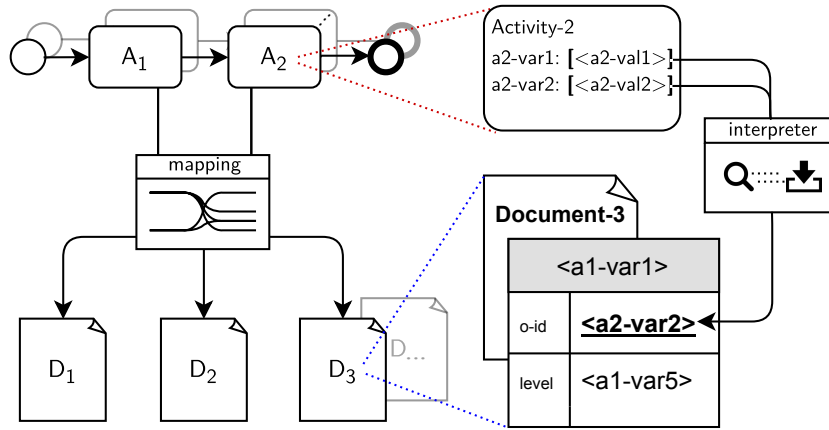 A1
A2
Activity-2
a2-var1: [<a2-val1>]
a2-var2: [<a2-val2>]
interpreter
mapping
Document-3
<a1-var1>
o-id
<a2-var2>
level
<a1-var5>
D1
D2
D3
D...